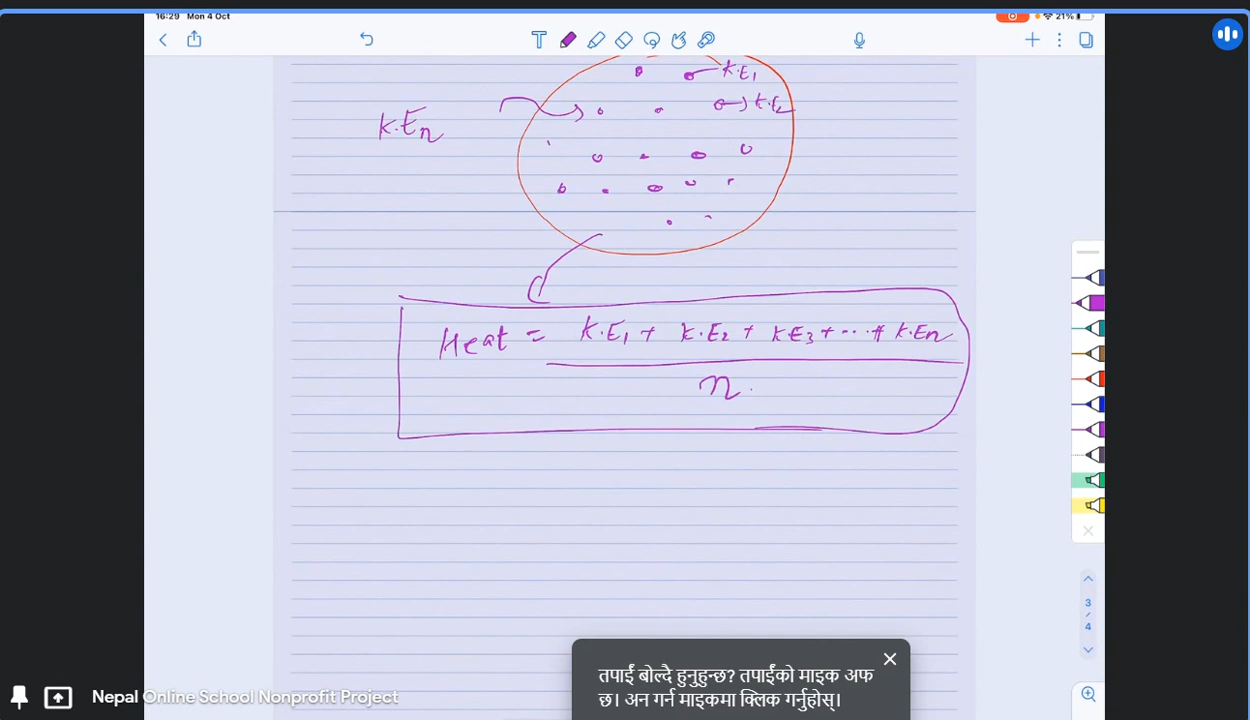 16:29 Mon 4 Oct
21%
T
K.E1
K.E2
K.En
Heat = K.E1 + K.E2 + KE3 + ... + K.En
n
3
/
4
तपाईं बोल्दै हुनुहुन्छ? तपाईंको माइक अफ
छ। अन गर्न माइकमा क्लिक गर्नुहोस्।
Nepal Online School Nonprofit Project